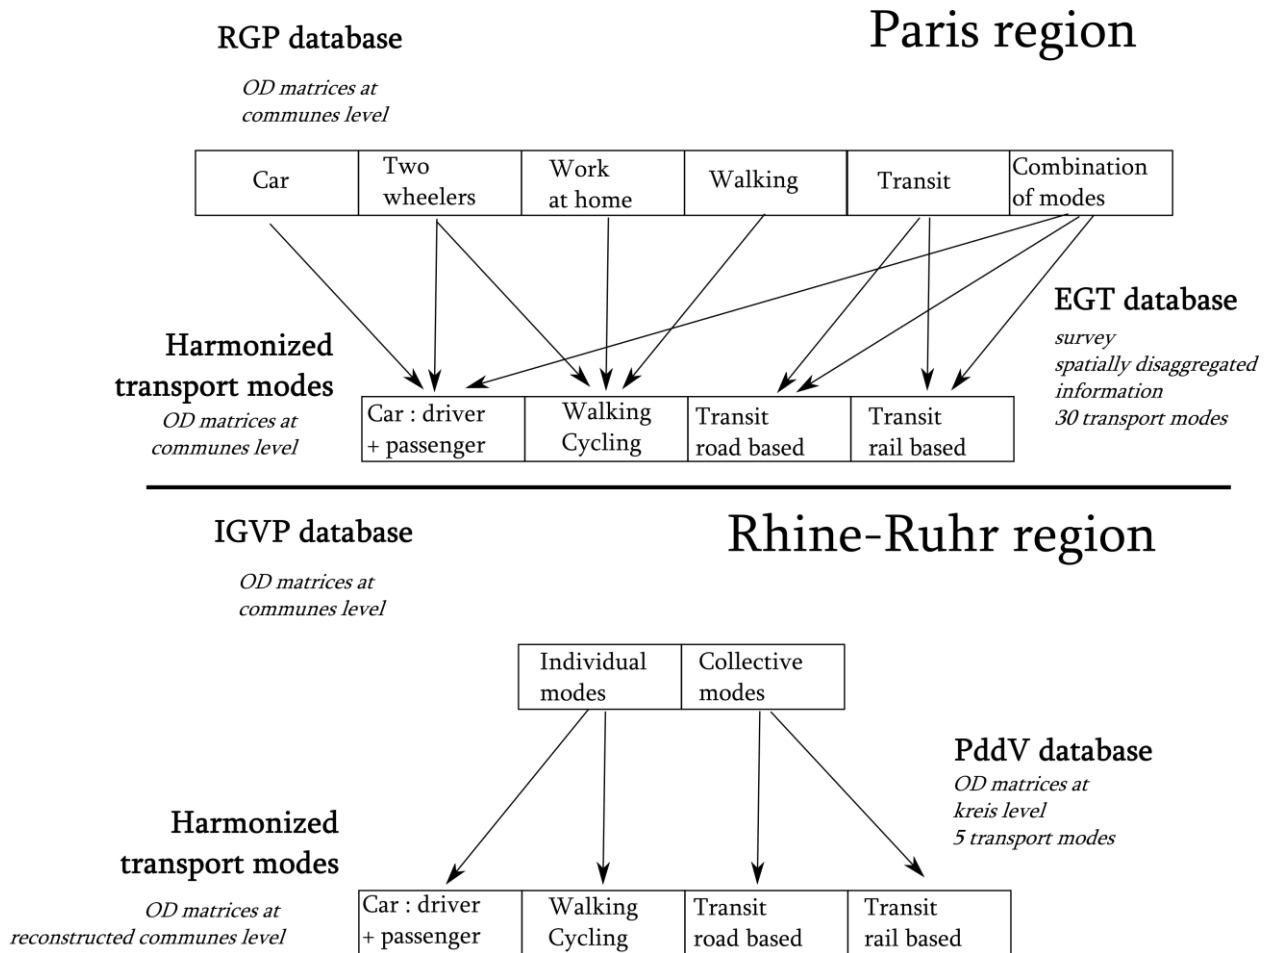 RGP database
Paris region
OD matrices at
communes level
Car
Two
wheelers
Work
at home
Walking
Transit
Combination
of modes
EGT database
survey
spatially disaggregated
information
30 transport modes
Harmonized
transport modes
OD matrices at
communes level
Car : driver
+ passenger
Walking
Cycling
Transit
road based
Transit
rail based
IGVP database
Rhine-Ruhr region
OD matrices at
communes level
Individual
modes
Collective
modes
PddV database
OD matrices at
kreis level
5 transport modes
Harmonized
transport modes
OD matrices at
reconstructed communes level
Car : driver
+ passenger
Walking
Cycling
Transit
road based
Transit
rail based